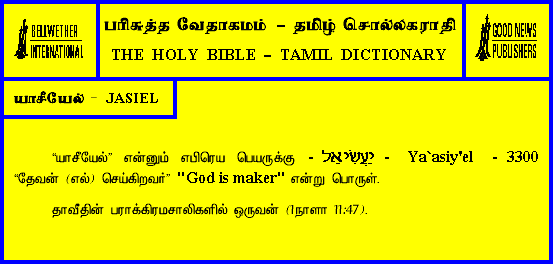 BELLWETHER
INTERNATIONAL
பரிசுத்த வேதாகமம் – தமிழ் சொல்லகராதி
THE HOLY BIBLE – TAMIL DICTIONARY
GOOD NEWS
PUBLISHERS
யாசீயேல் - JASIEL
“யாசீயேல்” என்னும் எபிரெய பெயருக்கு - יַעֲשִׂיאֵל - Ya`asiy'el - 3300
“தேவன் (எல்) செய்கிறவர்” "God is maker" என்று பொருள்.
தாவீதின் பராக்கிரமசாலிகளில் ஒருவன் (1நாளா 11:47).